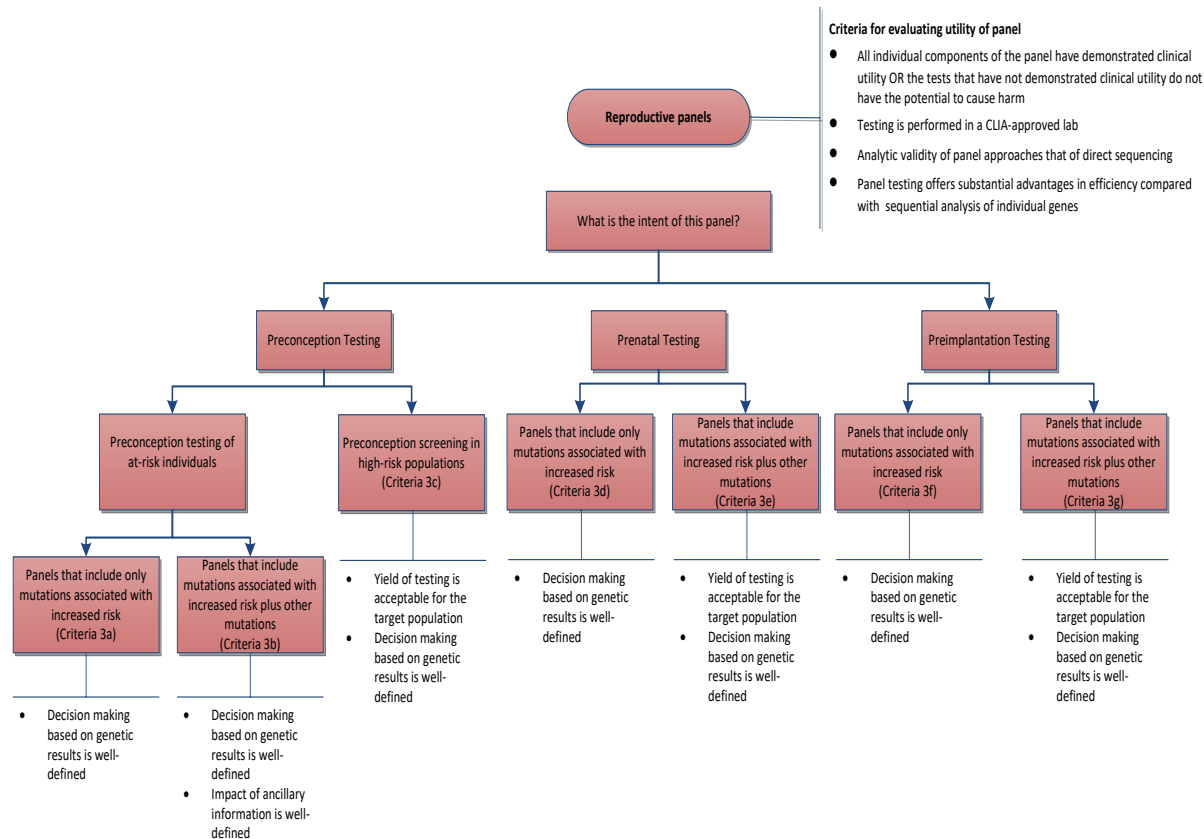 Criteria for evaluating utility of panel
● All individual components of the panel have demonstrated clinical
utility OR the tests that have not demonstrated clinical utility do not
have the potential to cause harm
● Testing is performed in a CLIA-approved lab
● Analytic validity of panel approaches that of direct sequencing
● Panel testing offers substantial advantages in efficiency compared
with sequential analysis of individual genes
Reproductive panels
What is the intent of this panel?
Preconception Testing
Prenatal Testing
Preimplantation Testing
Preconception testing of
at-risk individuals
Preconception screening in
high-risk populations
(Criteria 3c)
Panels that include only
mutations associated with
increased risk
(Criteria 3d)
Panels that include
mutations associated with
increased risk plus other
mutations
(Criteria 3e)
Panels that include only
mutations associated with
increased risk
(Criteria 3f)
Panels that include
mutations associated with
increased risk plus other
mutations
(Criteria 3g)
Panels that include only
mutations associated with
increased risk
(Criteria 3a)
Panels that include
mutations associated with
increased risk plus other
mutations
(Criteria 3b)
• Yield of testing is
acceptable for the
target population
• Decision making
based on genetic
results is well-
defined
• Decision making
based on genetic
results is well-
defined
• Yield of testing is
acceptable for the
target population
• Decision making
based on genetic
results is well-
defined
• Decision making
based on genetic
results is well-
defined
• Yield of testing is
acceptable for the
target population
• Decision making
based on genetic
results is well-
defined
• Decision making
based on genetic
results is well-
defined
• Decision making
based on genetic
results is well-
defined
• Impact of ancillary
information is well-
defined